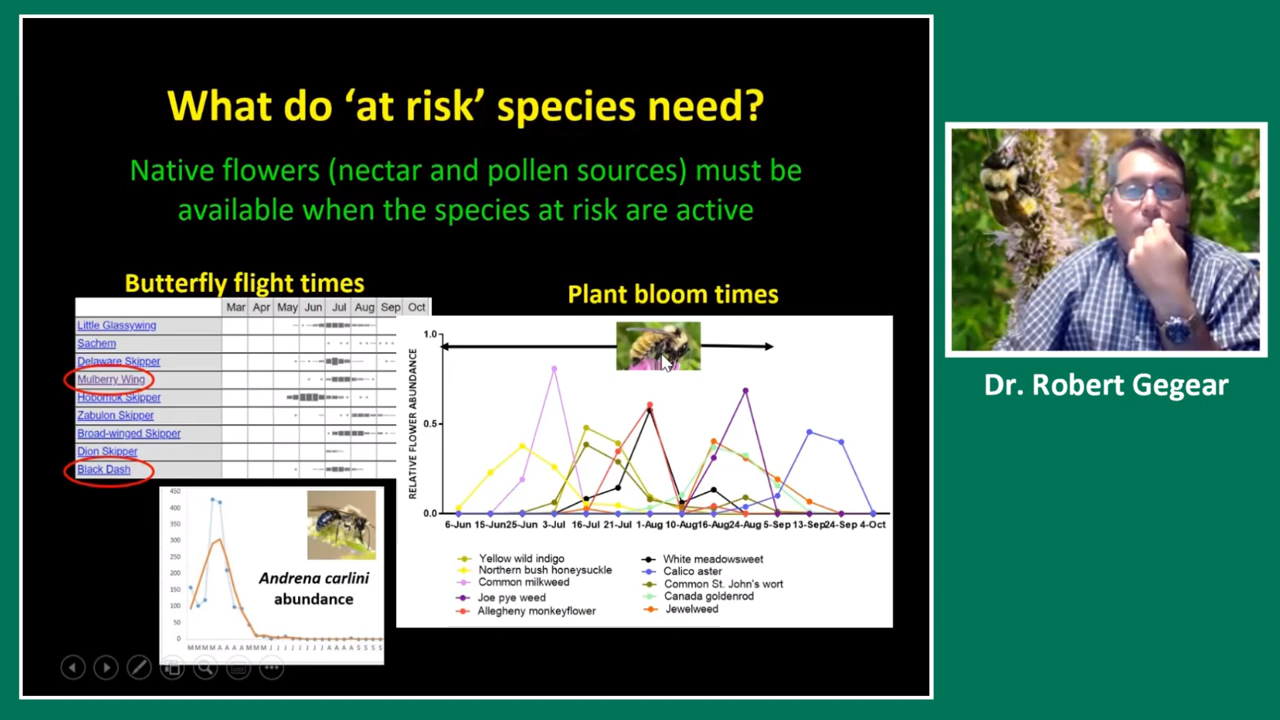 What do ‘at risk’ species need?
Native flowers (nectar and pollen sources) must be
available when the species at risk are active
Butterfly flight times
Mar Apr May Jun Jul Aug Sep Oct
Little Glassywing
Sachem
Delaware Skipper
Mulberry Wing
Hobomok Skipper
Zabulon Skipper
Broad-winged Skipper
Dion Skipper
Black Dash
450
400
350
300
250
200
150
100
50
0
M M M M A A A A M M J J J J J J A A A A S S S S
Andrena carlini
abundance
Plant bloom times
RELATIVE FLOWER ABUNDANCE
1.0
0.5
0.0
6-Jun 15-Jun 25-Jun 3-Jul 16-Jul 21-Jul 1-Aug 10-Aug 16-Aug 24-Aug 5-Sep 13-Sep 24-Sep 4-Oct
Yellow wild indigo
Northern bush honeysuckle
Common milkweed
Joe pye weed
Allegheny monkeyflower
White meadowsweet
Calico aster
Common St. John's wort
Canada goldenrod
Jewelweed
Dr. Robert Gegear